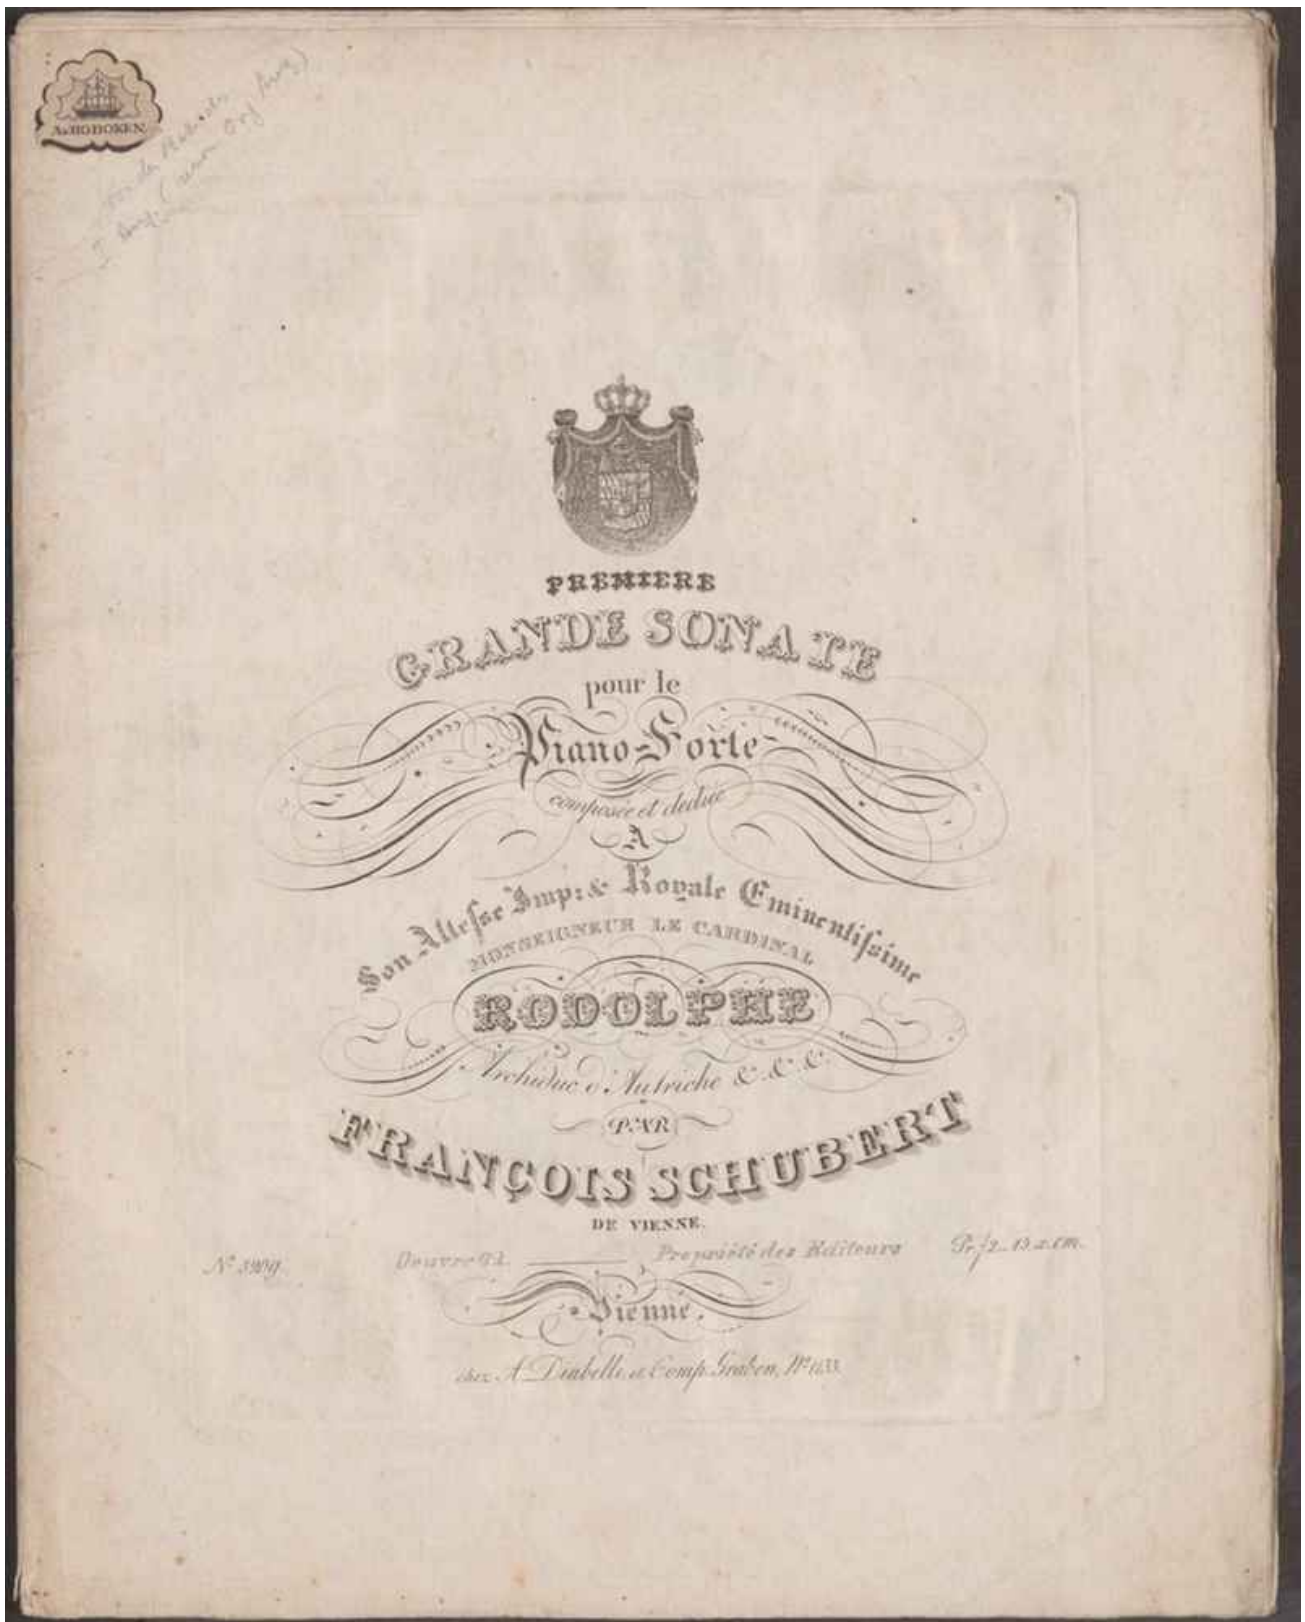 A.v.HOBOKEN
PREMIERE
GRANDE SONATE
pour le
Piano-Forte
composée et dediée
A
Son Altesse Imp: & Royale Eminentissime
MONSEIGNEUR LE CARDINAL
RODOLPHE
Archiduc d'Autriche &. &. &.
PAR
FRANÇOIS SCHUBERT
DE VIENNE.
Oeuvre Propriété des Editeurs
Vienne,
chez A. Diabelli et Comp. Graben, Nº 1133.